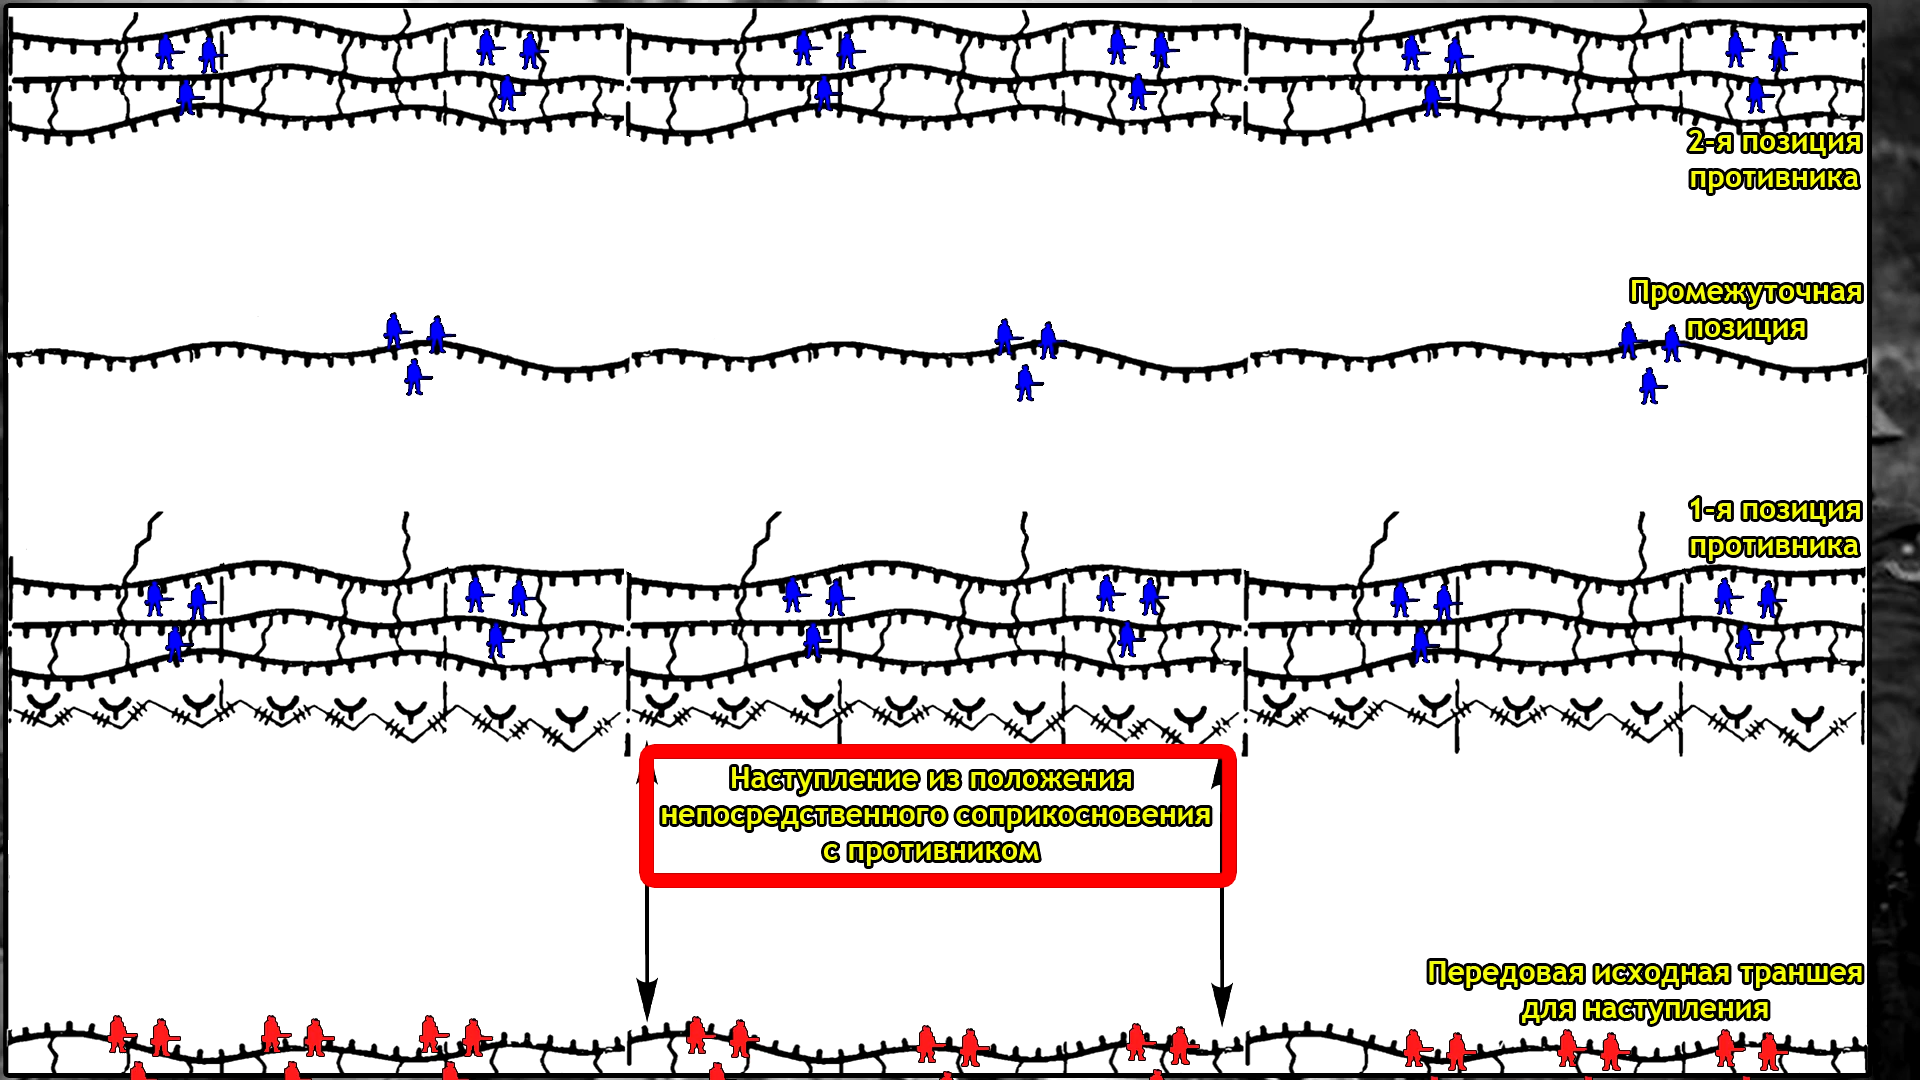 2-я позиция
противника
Промежуточная
позиция
1-я позиция
противника
Наступление из положения
непосредственного соприкосновения
с противником
Передовая исходная траншея
для наступления